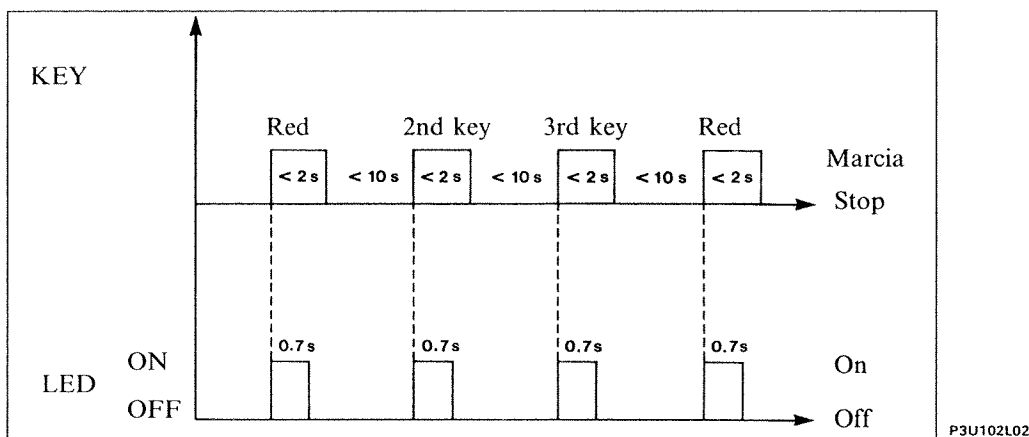 KEY
Red 2nd key 3rd key Red
< 2 s < 10 s < 2 s < 10 s < 2 s < 10 s < 2 s
Marcia
Stop
0.7s 0.7s 0.7s 0.7s
ON On
LED
OFF Off
P3U102L02